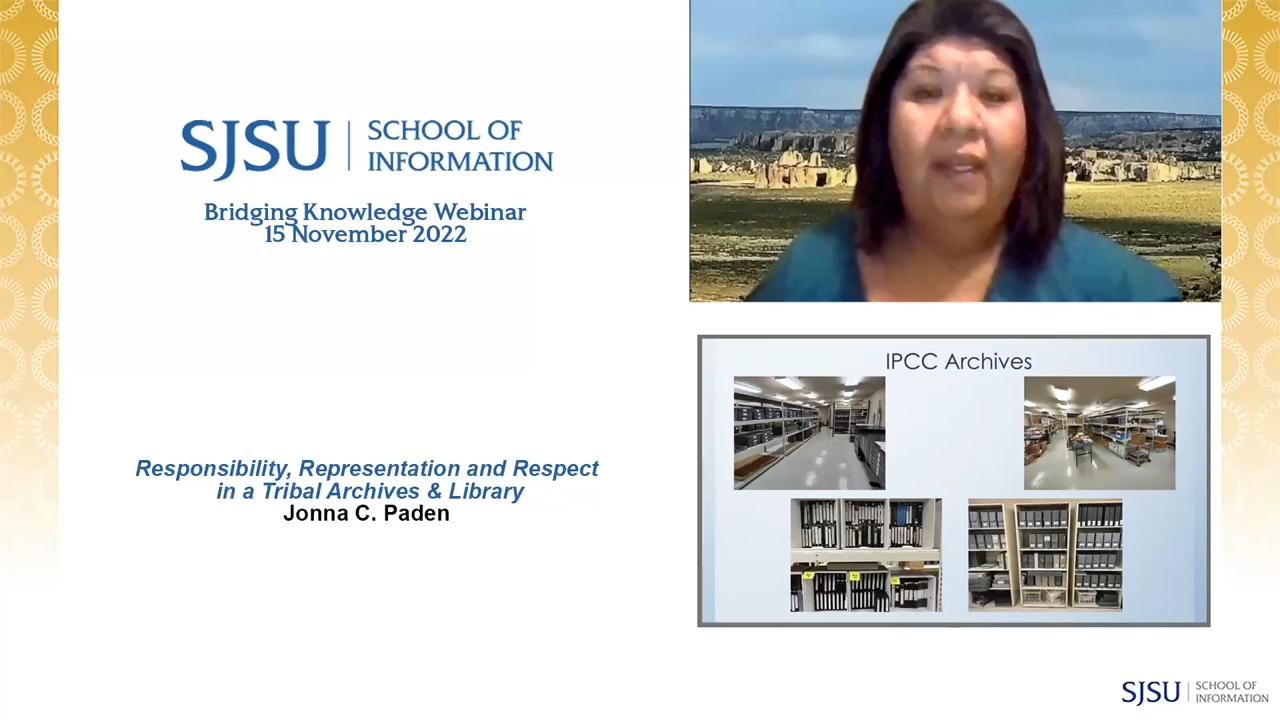 SJSU
SCHOOL OF
INFORMATION
Bridging Knowledge Webinar
15 November 2022
Responsibility, Representation and Respect
in a Tribal Archives & Library
Jonna C. Paden
IPCC Archives
SJSU
SCHOOL OF
INFORMATION